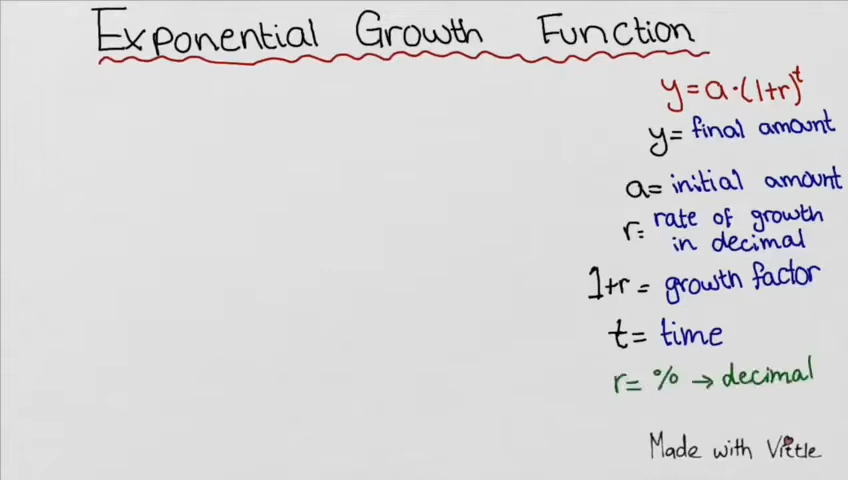 Exponential Growth Function
y = a·(1+r)^t
y= final amount
a= initial amount
r= rate of growth
in decimal
1+r = growth factor
t= time
r= % → decimal
Made with Vittle